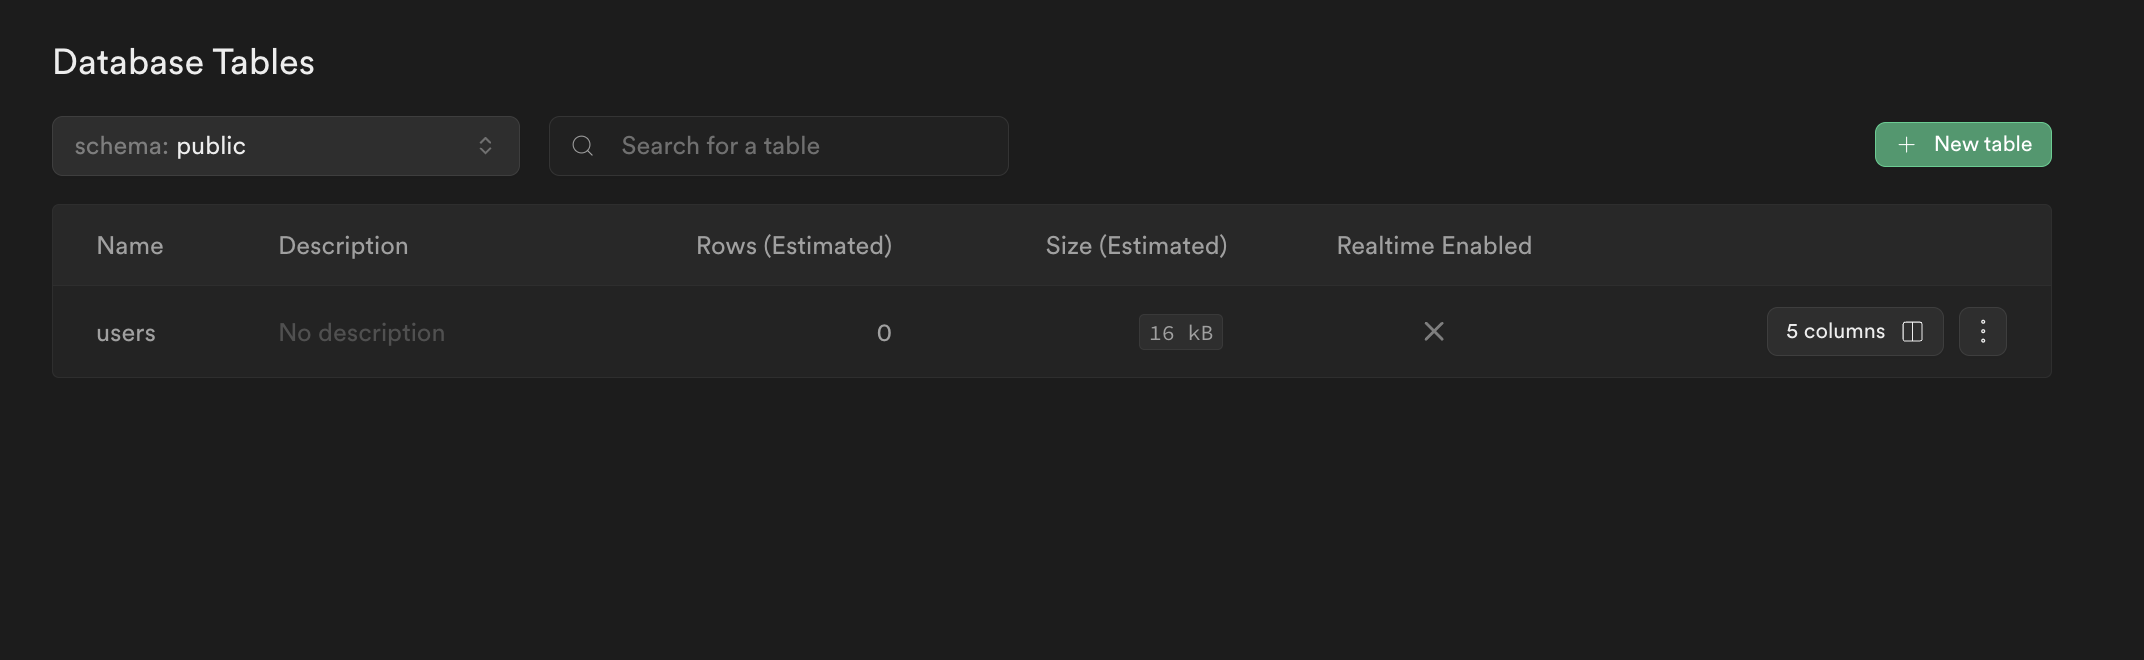 Database Tables
schema: public
Search for a table
New table
Name Description Rows (Estimated) Size (Estimated) Realtime Enabled
users No description 0 16 kB 5 columns